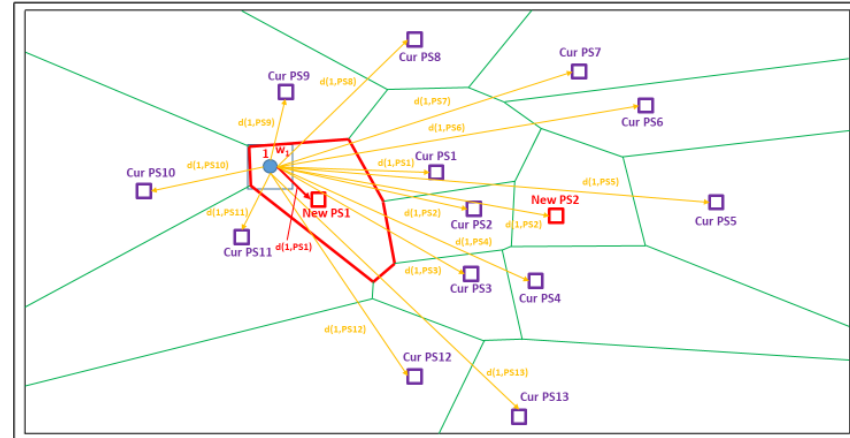 Cur PS8
Cur PS7
Cur PS9
d(1,PS8)
d(1,PS7)
Cur PS6
d(1,PS9)
d(1,PS6)
1
w1
Cur PS1
d(1,PS1)
Cur PS10
d(1,PS10)
d(1,PS5)
New PS1
d(1,PS2)
Cur PS2
New PS2
d(1,PS2)
Cur PS5
d(1,PS11)
Cur PS11
d(1,PS1)
d(1,PS4)
d(1,PS3)
Cur PS3
Cur PS4
d(1,PS12)
Cur PS12
d(1,PS13)
Cur PS13